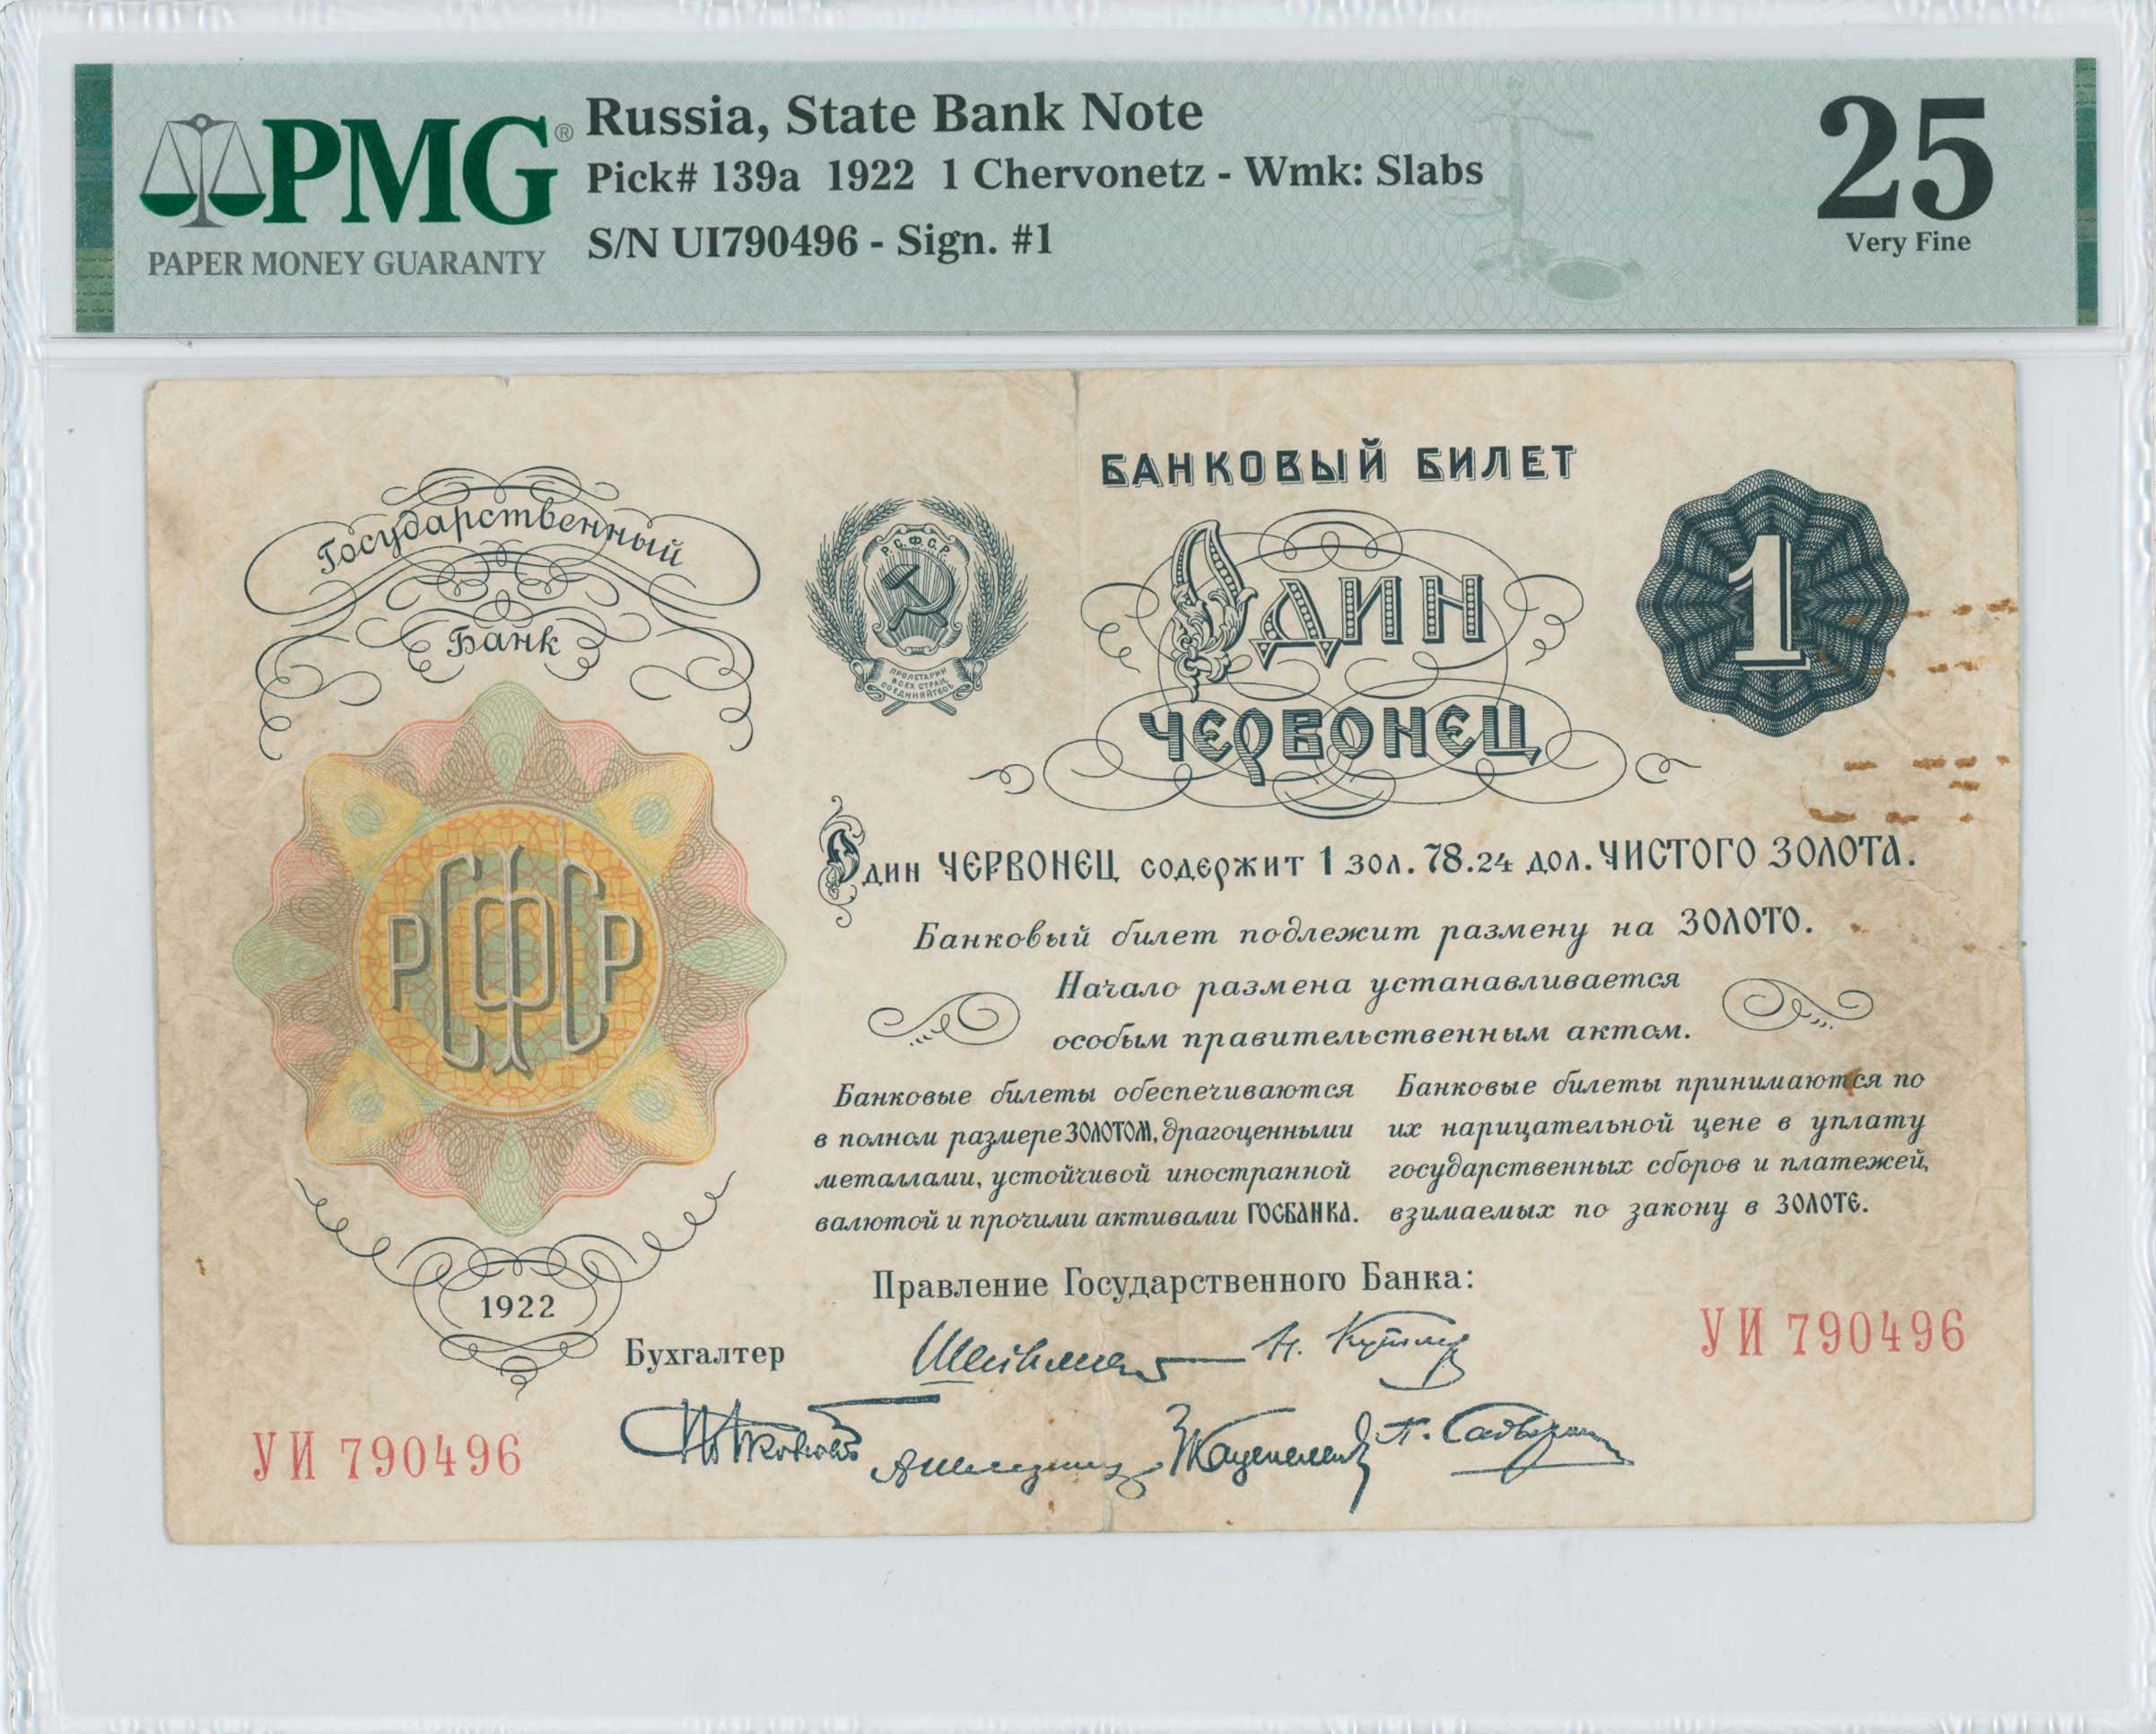 PMG®
PAPER MONEY GUARANTY
Russia, State Bank Note
Pick# 139a 1922 1 Chervonetz - Wmk: Slabs
S/N UI790496 - Sign. #1
25
Very Fine
Государственный
Банк
РСФСР
1922
УИ 790496
Р.С.Ф.С.Р.
ПРОЛЕТАРИИ
ВСЕХ СТРАН,
СОЕДИНЯЙТЕСЬ
БАНКОВЫЙ БИЛЕТ
ОДИН
ЧЕРВОНЕЦ
1
Один ЧЕРВОНЕЦ содержит 1 зол. 78.24 дол. ЧИСТОГО ЗОЛОТА.
Банковый билет подлежит размену на ЗОЛОТО.
Начало размена устанавливается
особым правительственным актом.
Банковые билеты обеспечиваются
в полном размере ЗОЛОТОМ, драгоценными
металлами, устойчивой иностранной
валютой и прочими активами ГОСБАНКА.
Банковые билеты принимаются по
их нарицательной цене в уплату
государственных сборов и платежей,
взимаемых по закону в ЗОЛОТЕ.
Правление Государственного Банка:
Бухгалтер
УИ 790496